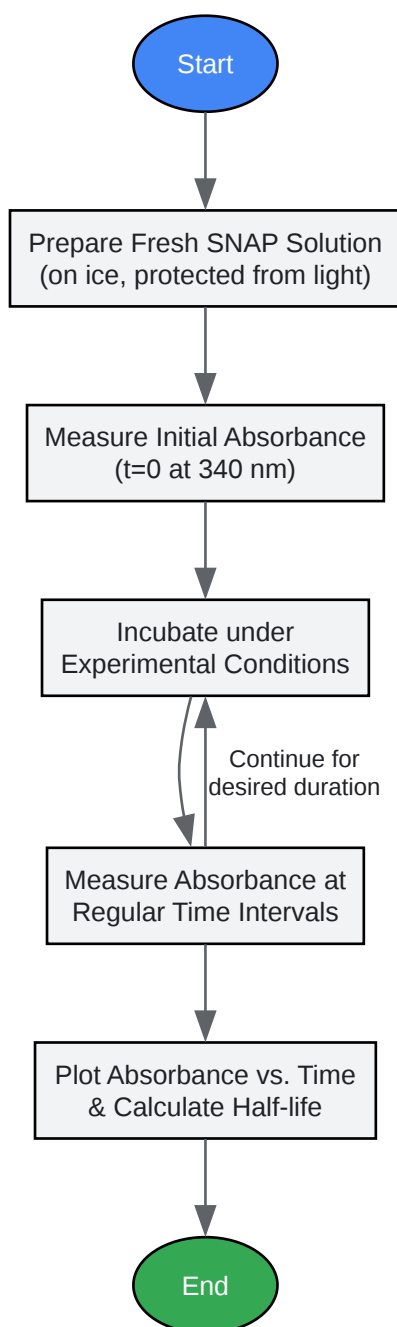 Start
Prepare Fresh SNAP Solution
(on ice, protected from light)
Measure Initial Absorbance
(t=0 at 340 nm)
Incubate under
Experimental Conditions
Continue for
desired duration
Measure Absorbance at
Regular Time Intervals
Plot Absorbance vs. Time
& Calculate Half-life
End